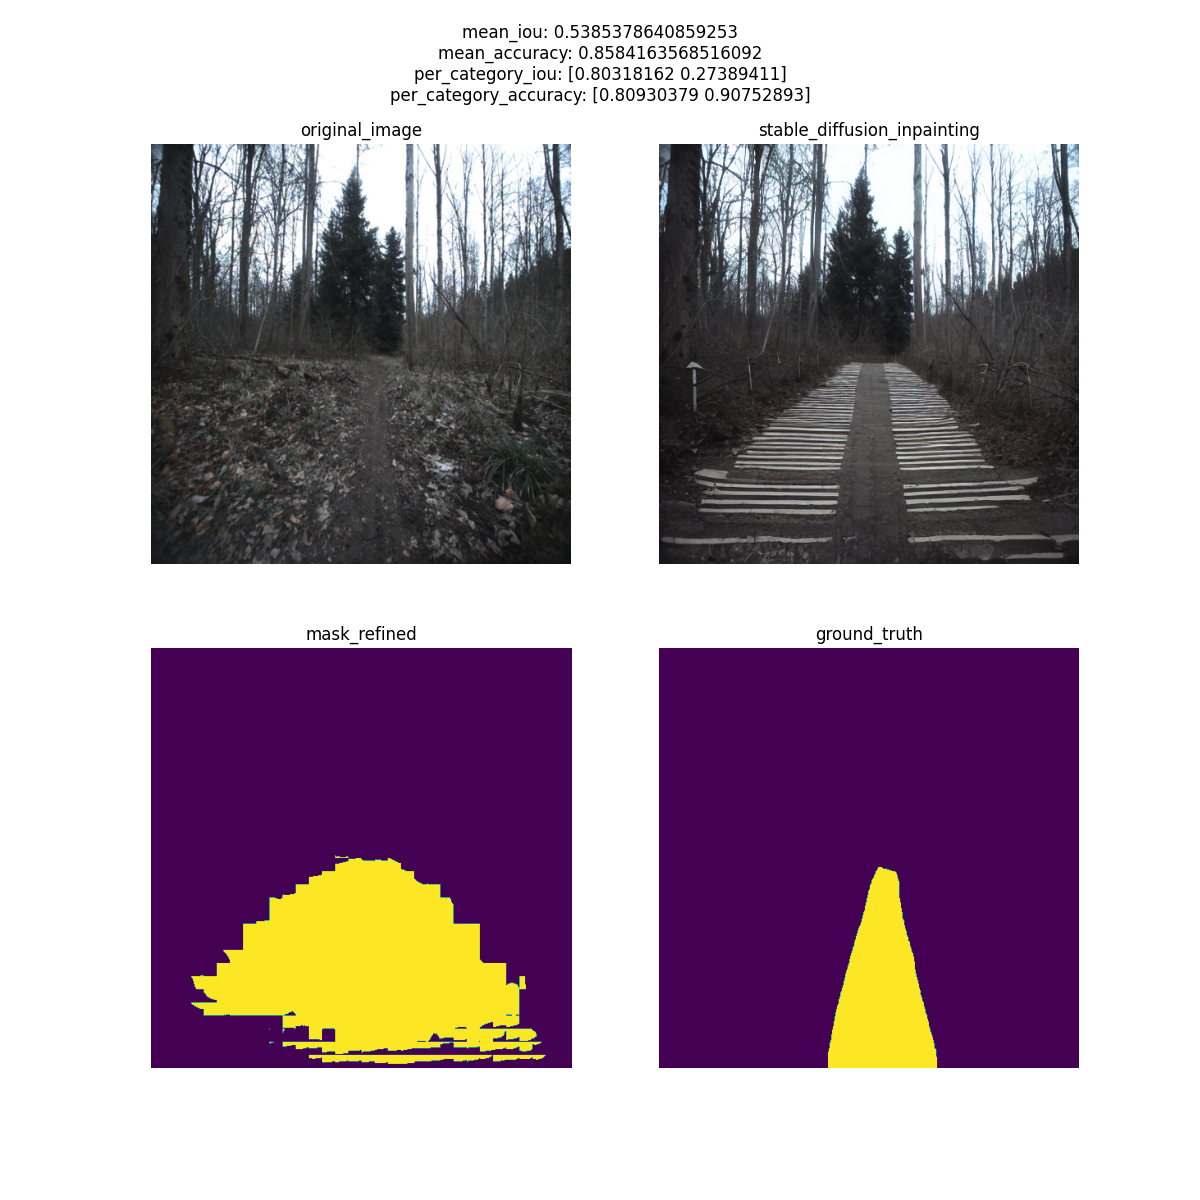 mean_iou: 0.5385378640859253
mean_accuracy: 0.8584163568516092
per_category_iou: [0.80318162 0.27389411]
per_category_accuracy: [0.80930379 0.90752893]
original_image
stable_diffusion_inpainting
mask_refined
ground_truth